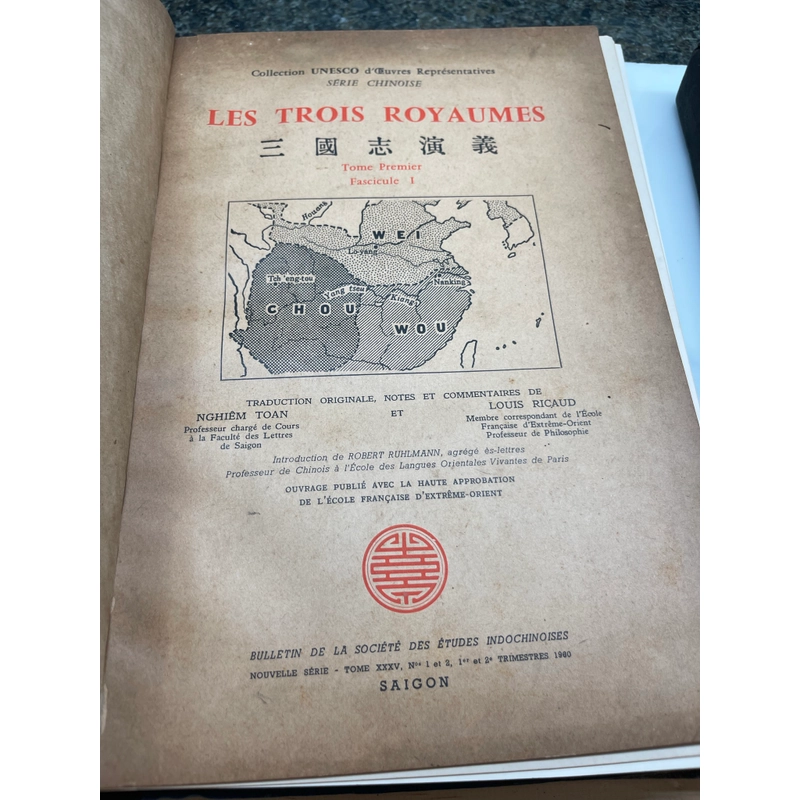 Collection UNESCO d'Œuvres Représentatives
SÉRIE CHINOISE
LES TROIS ROYAUMES
三 國 志 演 義
Tome Premier
Fascicule I
Hounns
WEI
Lo-yang
Tch'eng-tou
Yang tseu
Kiang
Nanking
CHOU
WOU
TRADUCTION ORIGINALE, NOTES ET COMMENTAIRES DE
NGHIÊM TOAN ET LOUIS RICAUD
Professeur chargé de Cours
à la Faculté des Lettres
de Saigon
Membre correspondant de l'École
Française d'Extrême-Orient
Professeur de Philosophie
Introduction de ROBERT RUHLMANN, agrégé ès-lettres
Professeur de Chinois à l'École des Langues Orientales Vivantes de Paris
OUVRAGE PUBLIÉ AVEC LA HAUTE APPROBATION
DE L'ÉCOLE FRANÇAISE D'EXTRÊME-ORIENT
BULLETIN DE LA SOCIÉTÉ DES ÉTUDES INDOCHINOISES
NOUVELLE SÉRIE - TOME XXXV, Nos 1 et 2, 1er et 2e TRIMESTRES 1960
SAIGON